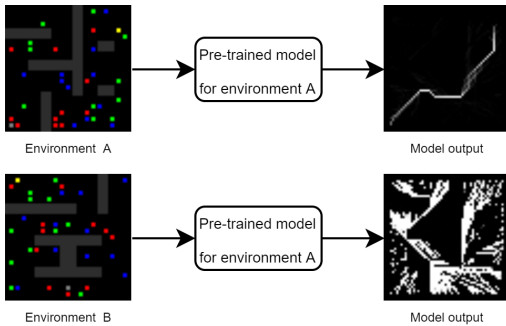 Pre-trained model
for environment A
Environment A
Model output
Pre-trained model
for environment A
Environment B
Model output